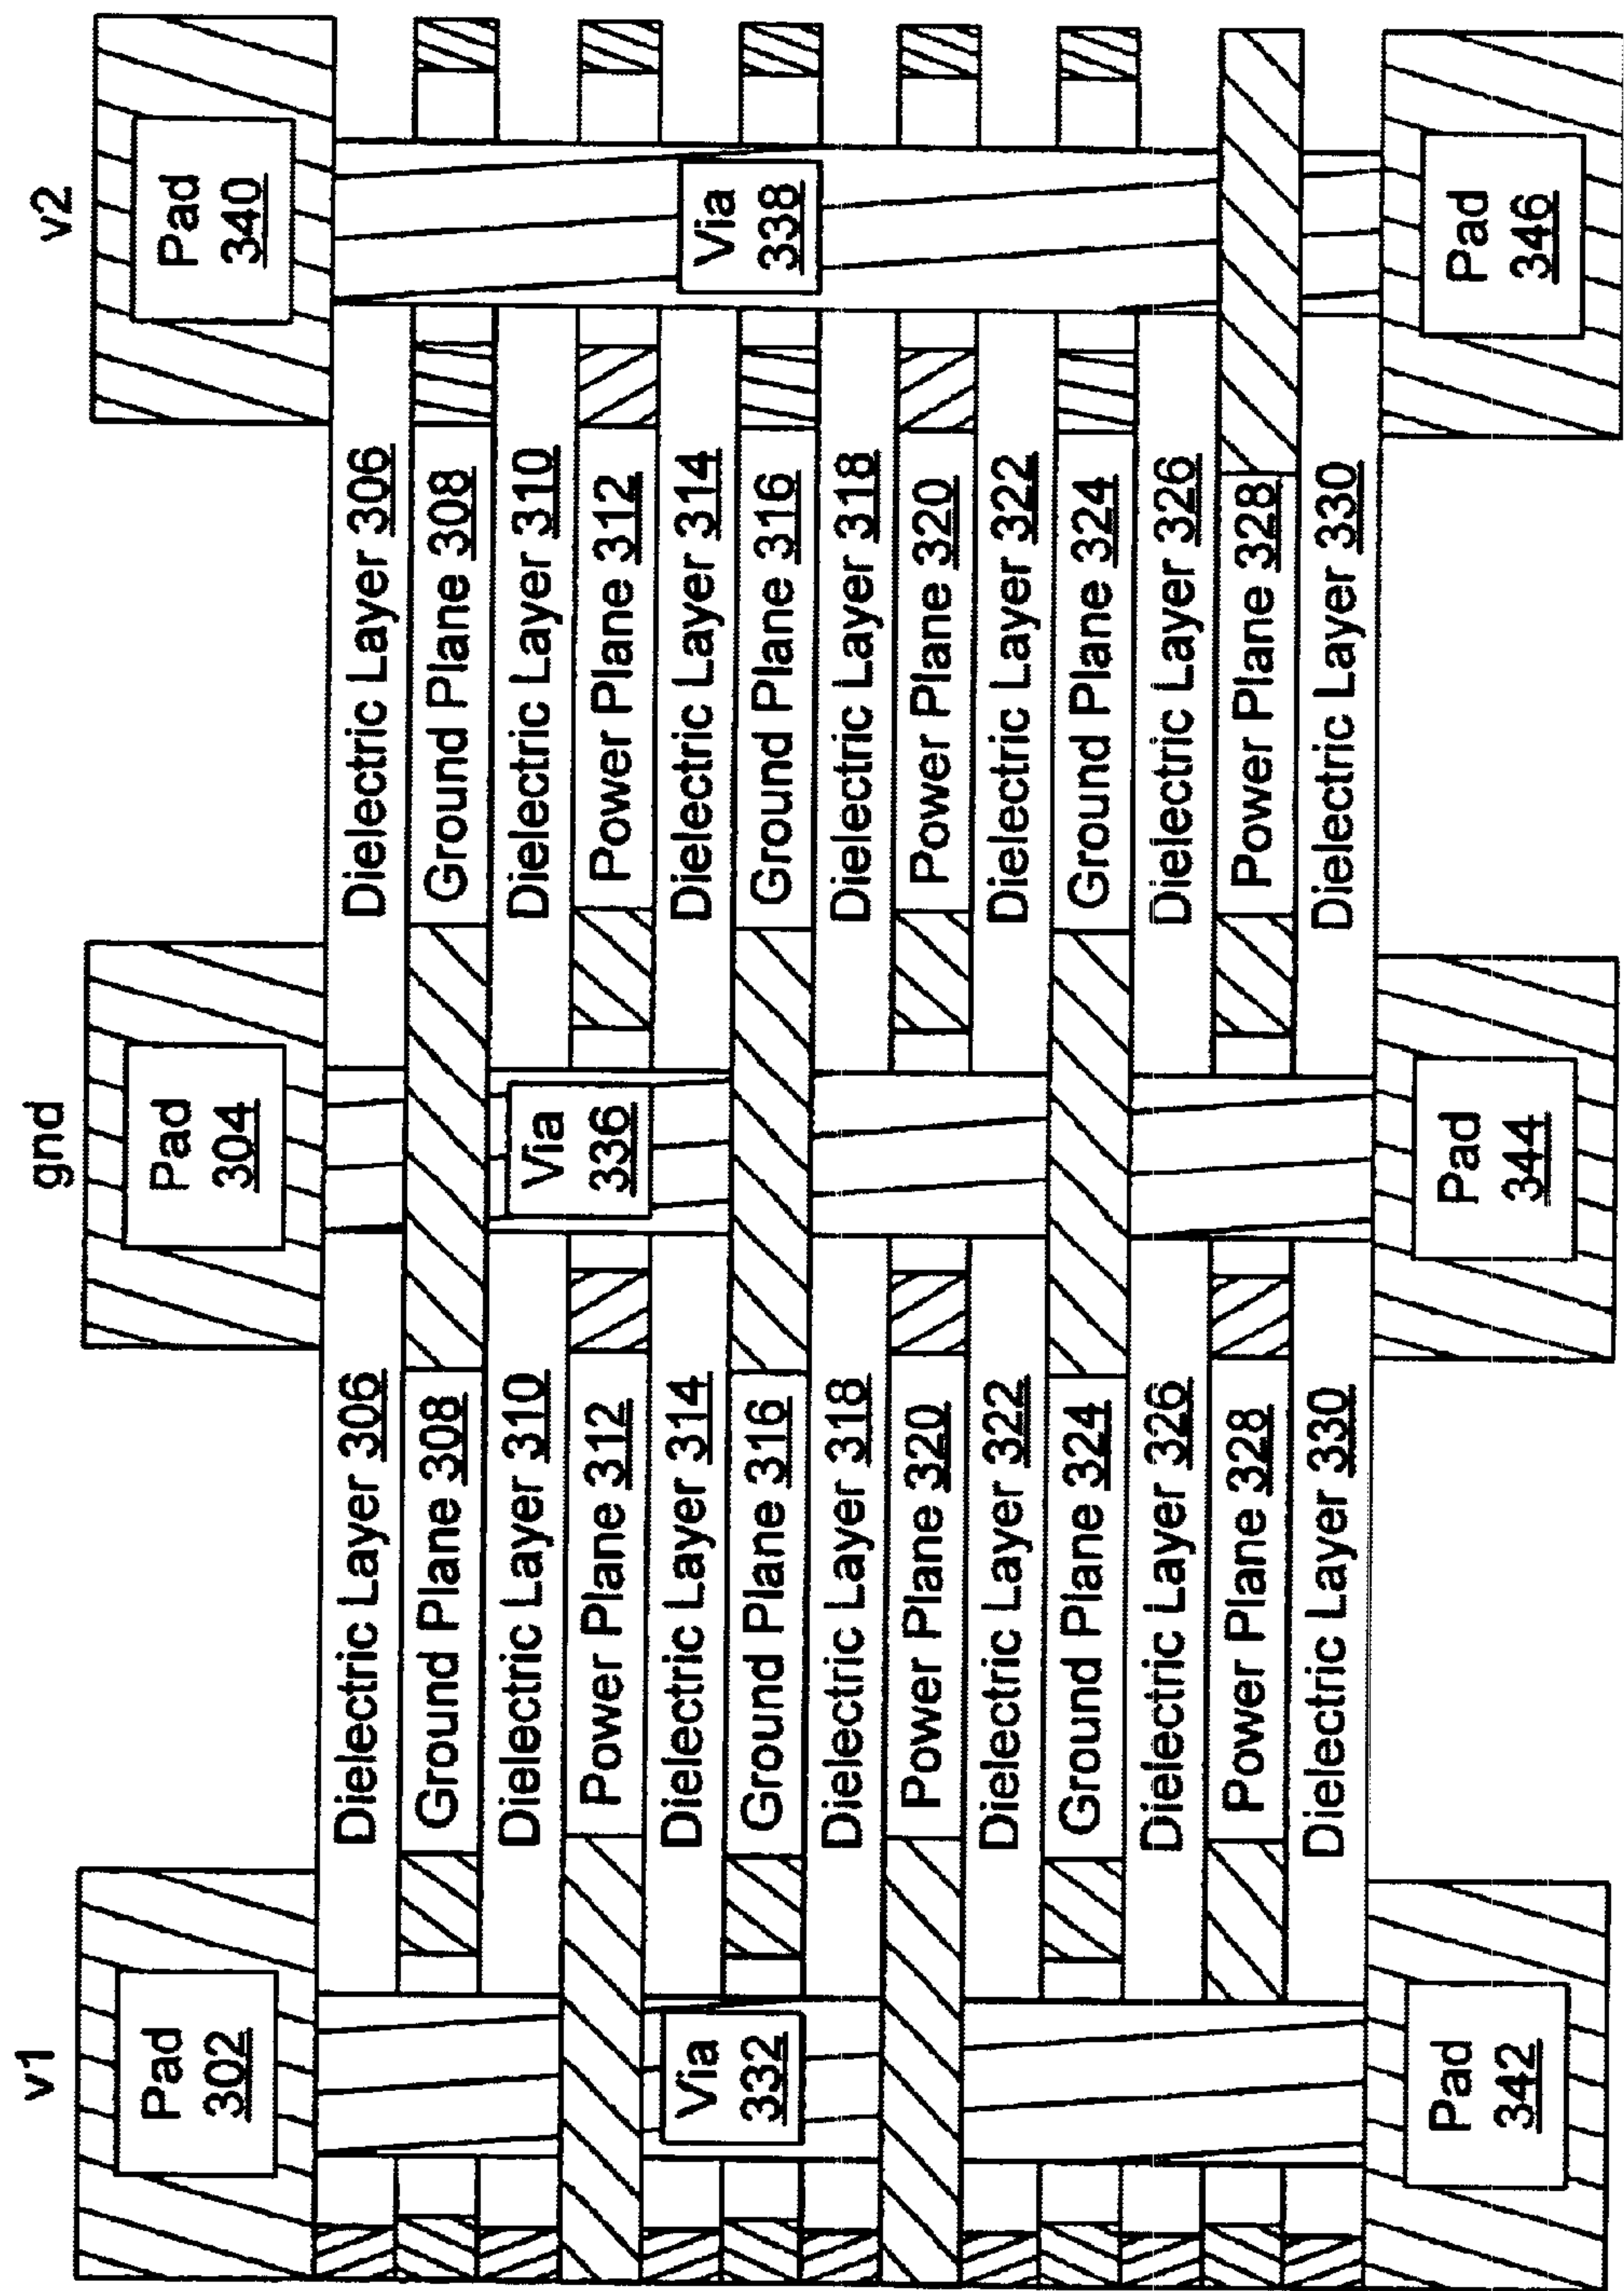 v1
gnd
v2
Pad
302
Pad
304
Pad
340
Dielectric Layer 306
Dielectric Layer 306
Ground Plane 308
Ground Plane 308
Dielectric Layer 310
Dielectric Layer 310
Via
336
Power Plane 312
Power Plane 312
Dielectric Layer 314
Dielectric Layer 314
Via
332
Via
338
Ground Plane 316
Ground Plane 316
Dielectric Layer 318
Dielectric Layer 318
Power Plane 320
Power Plane 320
Dielectric Layer 322
Dielectric Layer 322
Ground Plane 324
Ground Plane 324
Dielectric Layer 326
Dielectric Layer 326
Power Plane 328
Power Plane 328
Dielectric Layer 330
Dielectric Layer 330
Pad
342
Pad
344
Pad
346